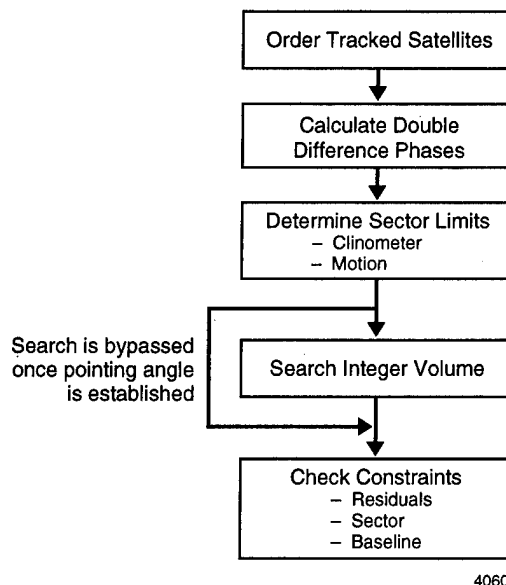 Order Tracked Satellites
Calculate Double
Difference Phases
Determine Sector Limits
– Clinometer
– Motion
Search is bypassed
once pointing angle
is established
Search Integer Volume
Check Constraints
– Residuals
– Sector
– Baseline
4060